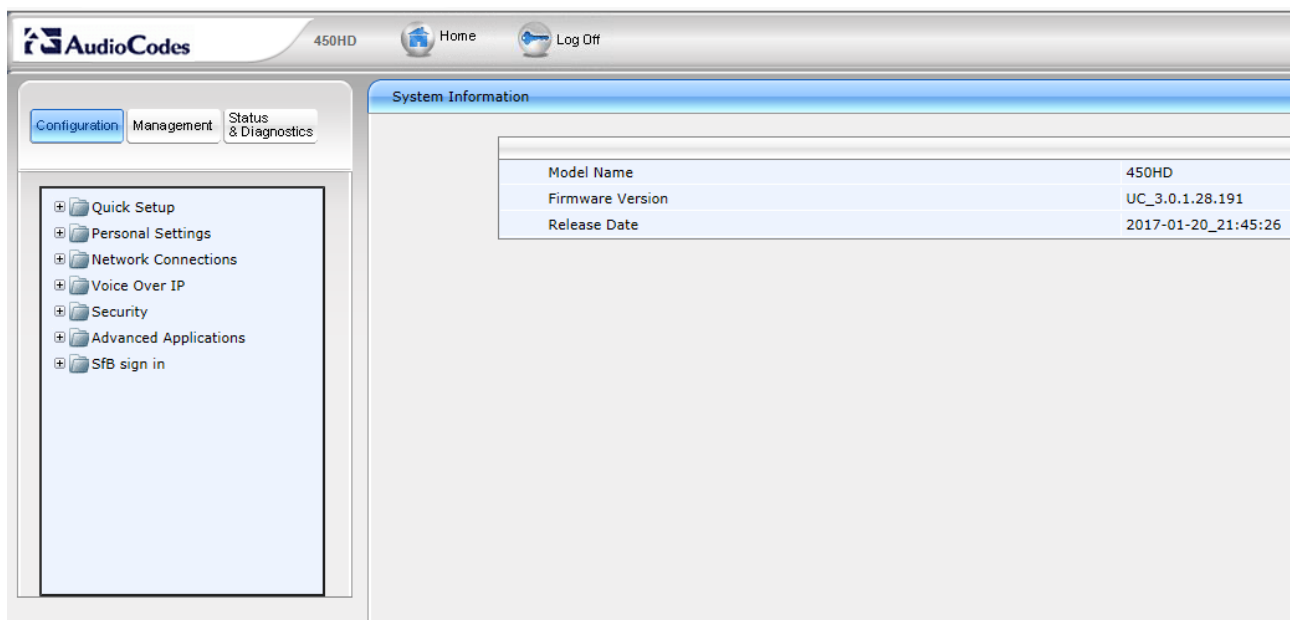 AudioCodes
450HD
Home
Log Off
Configuration
Management
Status
& Diagnostics
Quick Setup
Personal Settings
Network Connections
Voice Over IP
Security
Advanced Applications
SfB sign in
System Information
Model Name 450HD
Firmware Version UC_3.0.1.28.191
Release Date 2017-01-20_21:45:26